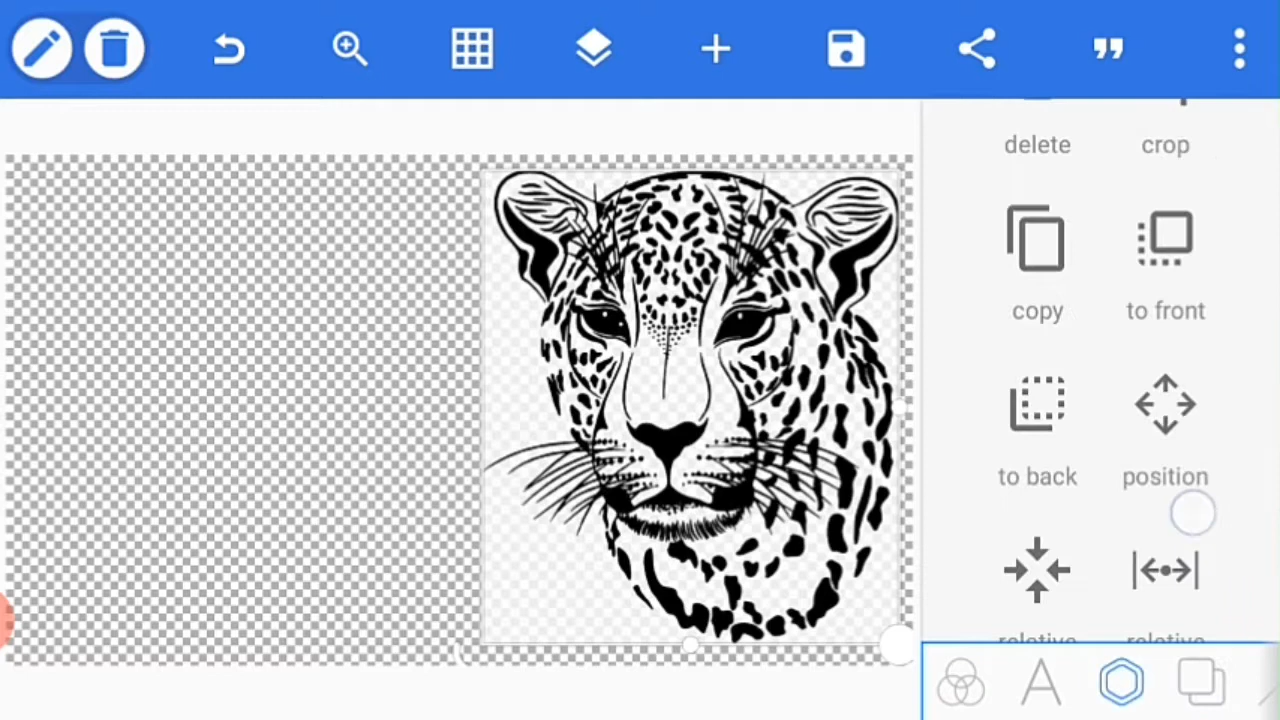 delete crop
copy to front
to back position
relative relative